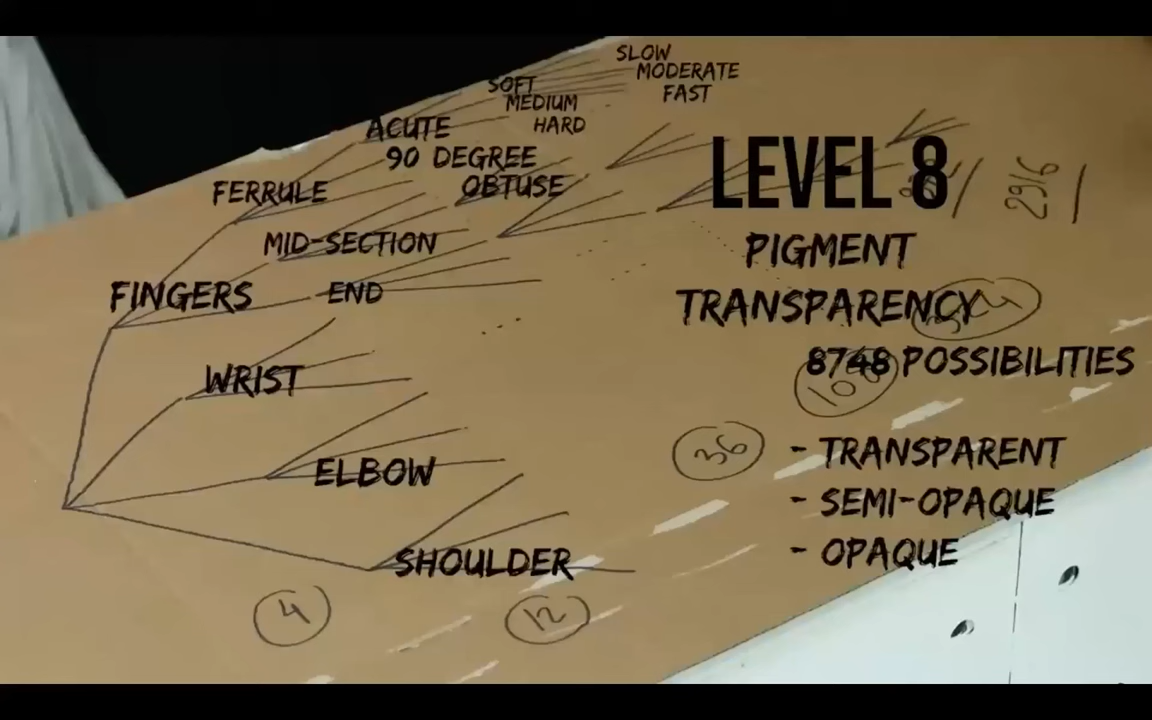 SLOW
MODERATE
FAST
SOFT
MEDIUM
HARD
ACUTE
90 DEGREE
OBTUSE
FERRULE
MID-SECTION
END
FINGERS
WRIST
ELBOW
SHOULDER
4
12
LEVEL 8
2916
PIGMENT
TRANSPARENCY
8748 POSSIBILITIES
36
- TRANSPARENT
- SEMI-OPAQUE
- OPAQUE